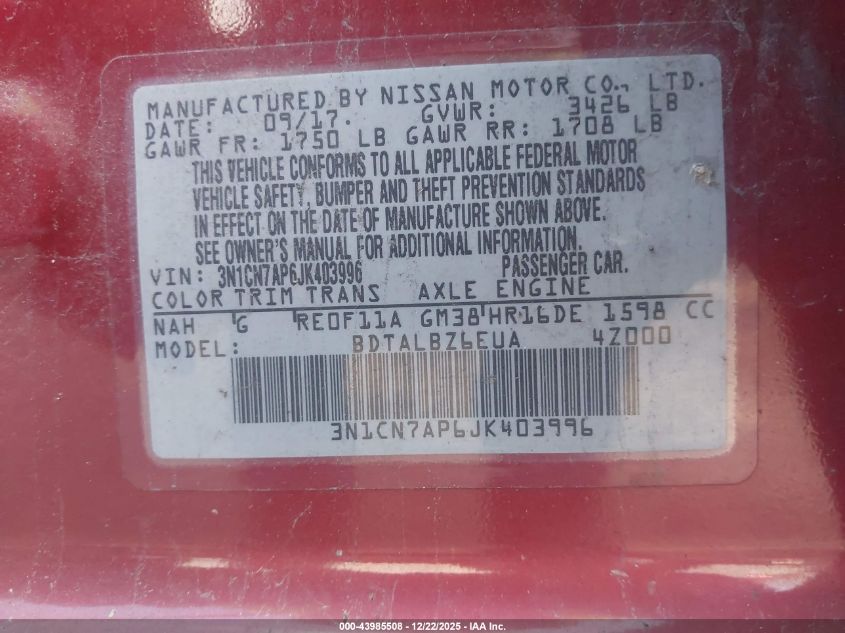 MANUFACTURED BY NISSAN MOTOR CO., LTD.
DATE: 09/17. GVWR: 3426 LB
GAWR FR: 1750 LB GAWR RR: 1708 LB
THIS VEHICLE CONFORMS TO ALL APPLICABLE FEDERAL MOTOR
VEHICLE SAFETY, BUMPER AND THEFT PREVENTION STANDARDS
IN EFFECT ON THE DATE OF MANUFACTURE SHOWN ABOVE.
SEE OWNER'S MANUAL FOR ADDITIONAL INFORMATION.
VIN: 3N1CN7AP6JK403996 PASSENGER CAR.
COLOR TRIM TRANS AXLE ENGINE
NAH G RE0F11A GM38 HR16DE 1598 CC
MODEL: BDTALBZ6EUA 4Z000
3N1CN7AP6JK403996
000-43985508 - 12/22/2025 - IAA Inc.